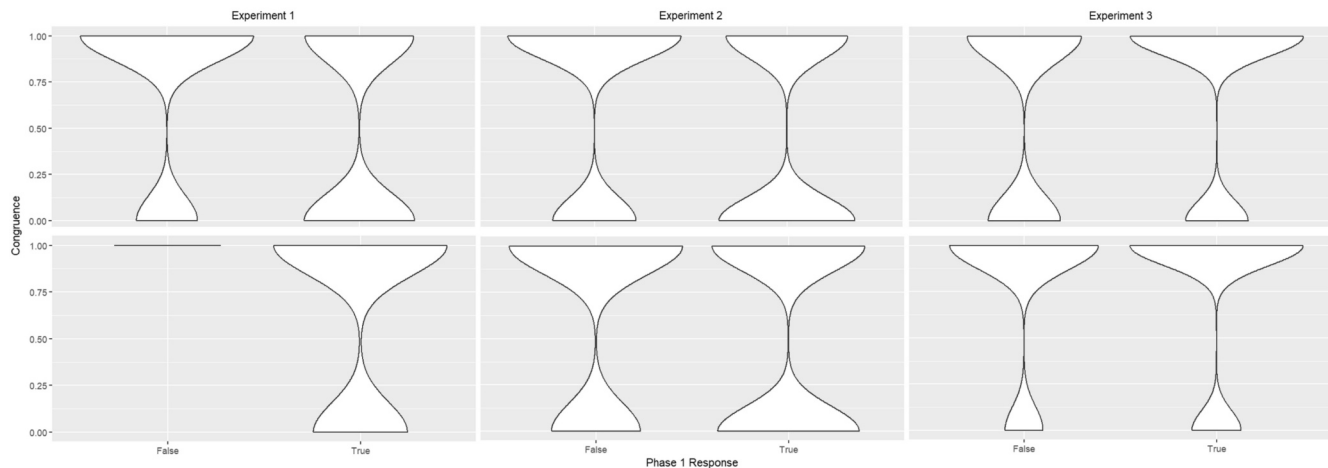 Experiment 1
Experiment 2
Experiment 3
Congruence
1.00
0.75
0.50
0.25
0.00
1.00
0.75
0.50
0.25
0.00
False
True
False
True
False
True
Phase 1 Response